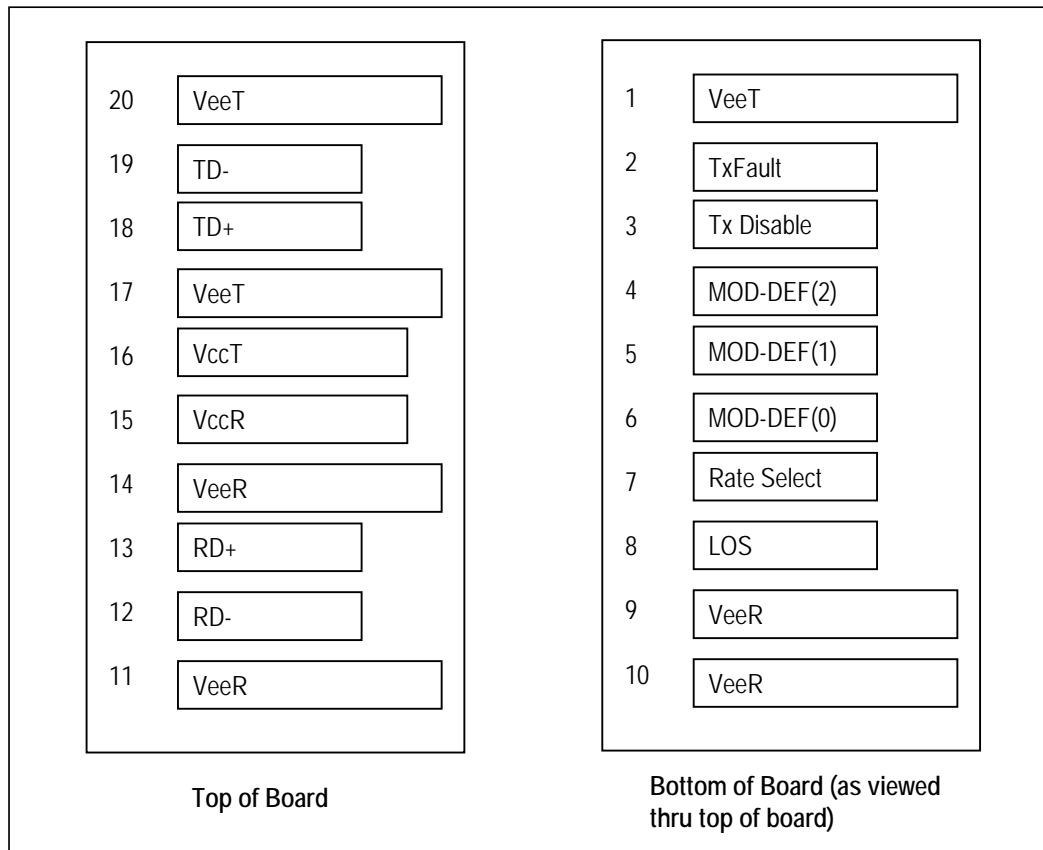 20 VeeT
19 TD-
18 TD+
17 VeeT
16 VccT
15 VccR
14 VeeR
13 RD+
12 RD-
11 VeeR
Top of Board
1 VeeT
2 TxFault
3 Tx Disable
4 MOD-DEF(2)
5 MOD-DEF(1)
6 MOD-DEF(0)
7 Rate Select
8 LOS
9 VeeR
10 VeeR
Bottom of Board (as viewed
thru top of board)